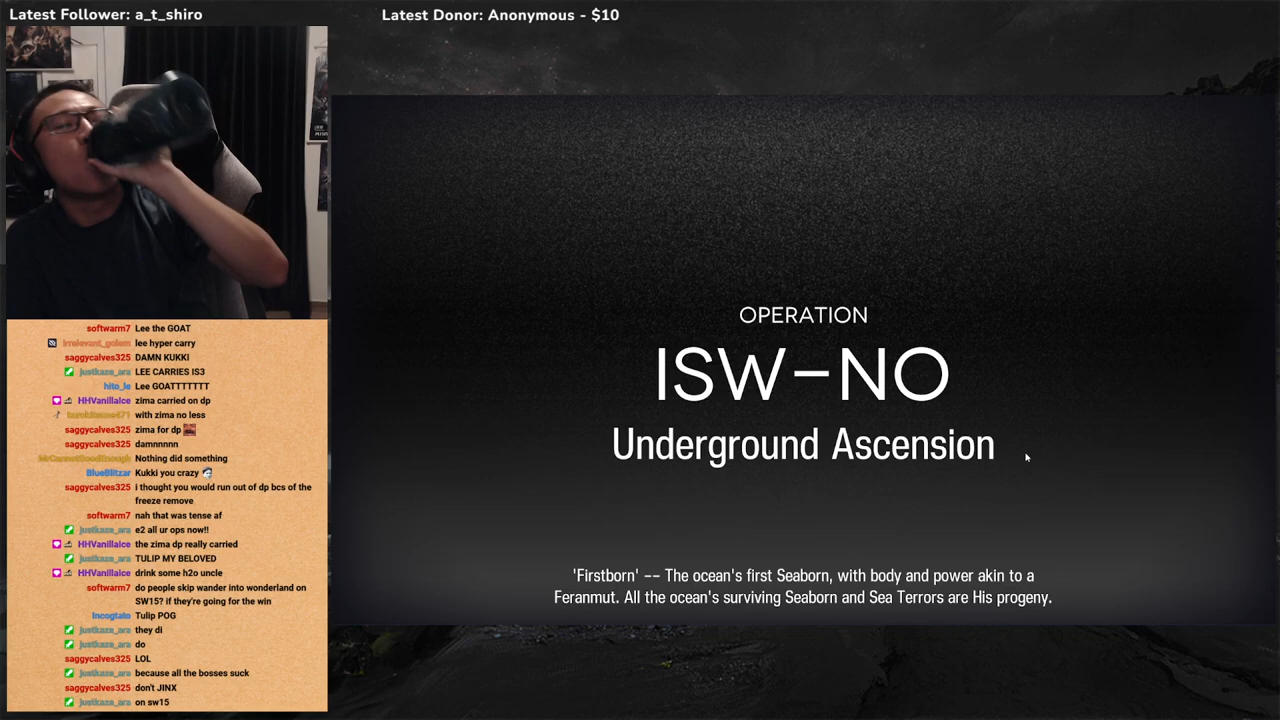 Latest Follower: a_t_shiro
Latest Donor: Anonymous - $10
softwarm7 Lee the GOAT
irrelevant_golem lee hyper carry
saggycalves325 DAMN KUKKI
justkaze_ara LEE CARRIES IS3
hito_le Lee GOATTTTTTT
HHVanillaIce zima carried on dp
with zima no less
saggycalves325 zima for dp
saggycalves325 damnnnnn
MrCannotGoodEnough Nothing did something
BlueBlitzar Kukki you crazy
saggycalves325 i thought you would run out of dp bcs of the
freeze remove
softwarm7 nah that was tense af
justkaze_ara e2 all ur ops now!!
HHVanillaIce the zima dp really carried
justkaze_ara TULIP MY BELOVED
HHVanillaIce drink some h2o uncle
softwarm7 do people skip wander into wonderland on
SW15? if they're going for the win
Incogtato Tulip POG
justkaze_ara they di
justkaze_ara do
saggycalves325 LOL
justkaze_ara because all the bosses suck
saggycalves325 don't JINX
justkaze_ara on sw15
OPERATION
ISW-NO
Underground Ascension
'Firstborn' -- The ocean's first Seaborn, with body and power akin to a
Feranmut. All the ocean's surviving Seaborn and Sea Terrors are His progeny.